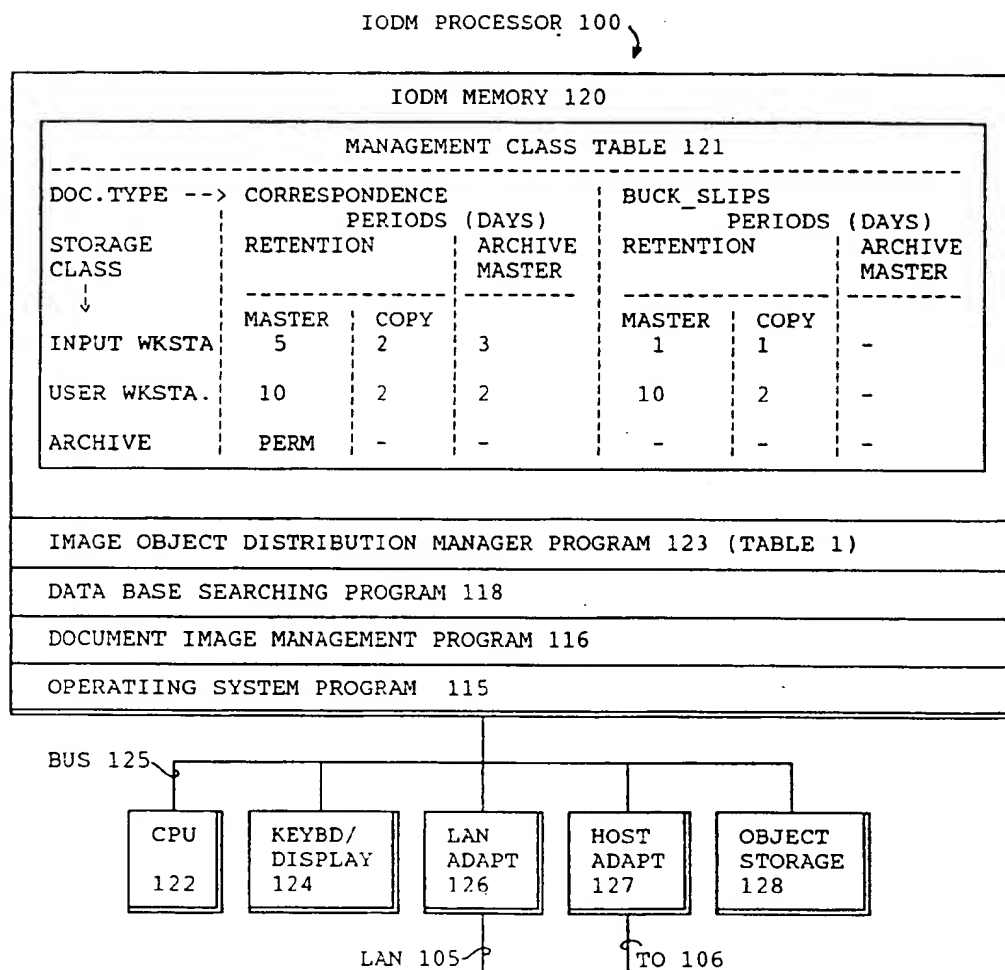 IODM PROCESSOR 100
IODM MEMORY 120
MANAGEMENT CLASS TABLE 121
DOC.TYPE --> CORRESPONDENCE BUCK_SLIPS
PERIODS (DAYS) PERIODS (DAYS)
STORAGE RETENTION ARCHIVE RETENTION ARCHIVE
CLASS MASTER MASTER
↓
MASTER COPY MASTER COPY
INPUT WKSTA 5 2 3 1 1 -
USER WKSTA. 10 2 2 10 2 -
ARCHIVE PERM - - - - -
IMAGE OBJECT DISTRIBUTION MANAGER PROGRAM 123 (TABLE 1)
DATA BASE SEARCHING PROGRAM 118
DOCUMENT IMAGE MANAGEMENT PROGRAM 116
OPERATIING SYSTEM PROGRAM 115
BUS 125
CPU KEYBD/ LAN HOST OBJECT
DISPLAY ADAPT ADAPT STORAGE
122 124 126 127 128
LAN 105 TO 106